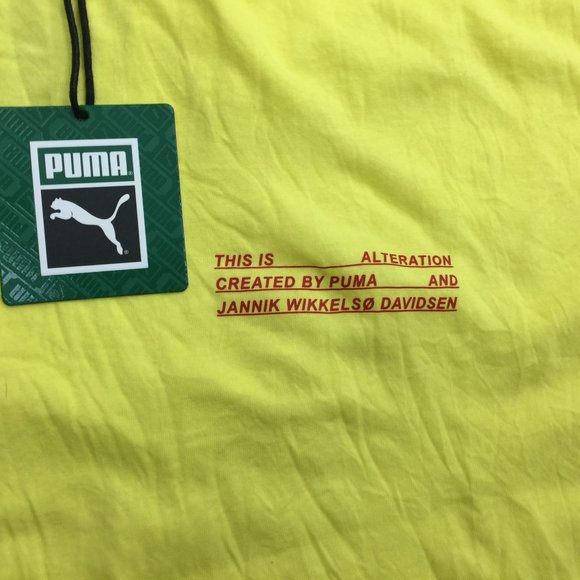 PUMA
THIS IS ALTERATION
CREATED BY PUMA AND
JANNIK WIKKELSØ DAVIDSEN